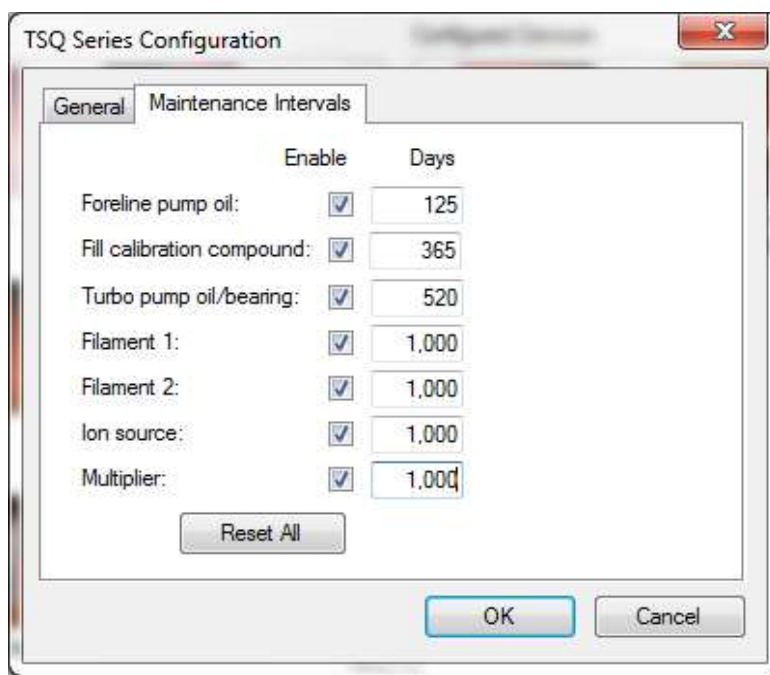 TSQ Series Configuration
General Maintenance Intervals
Enable Days
Foreline pump oil: 125
Fill calibration compound: 365
Turbo pump oil/bearing: 520
Filament 1: 1,000
Filament 2: 1,000
Ion source: 1,000
Multiplier: 1,000
Reset All
OK Cancel